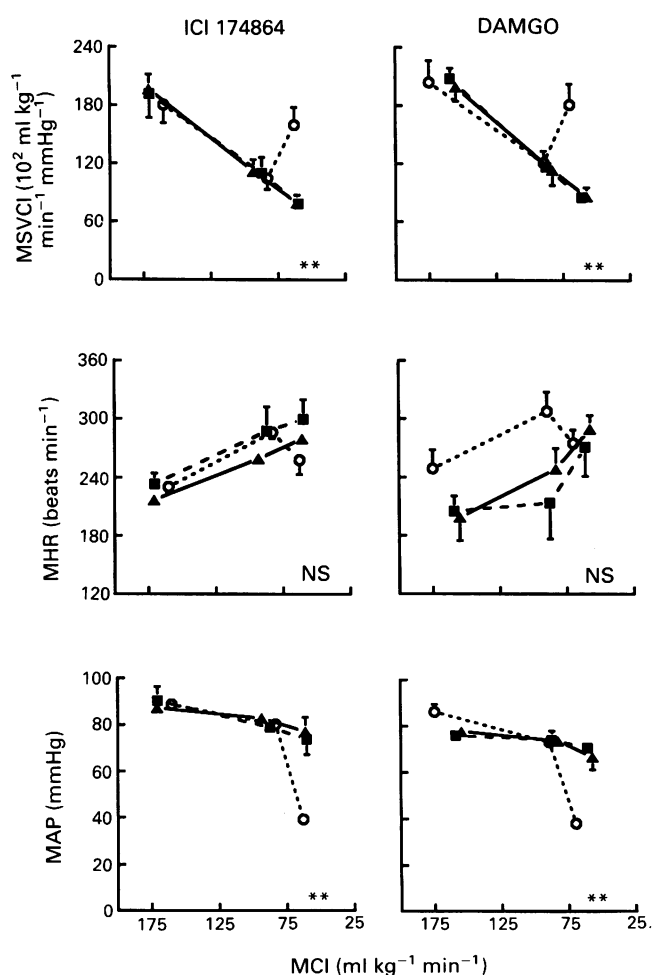 ICI 174864
DAMGO
MSVCI (10² ml kg⁻¹
min⁻¹ mmHg⁻¹)
240
180
120
60
0
**
**
MHR (beats min⁻¹)
360
300
240
180
120
NS
NS
MAP (mmHg)
100
80
60
40
20
0
**
**
175 75 25 175 75 25.
MCI (ml kg⁻¹ min⁻¹)